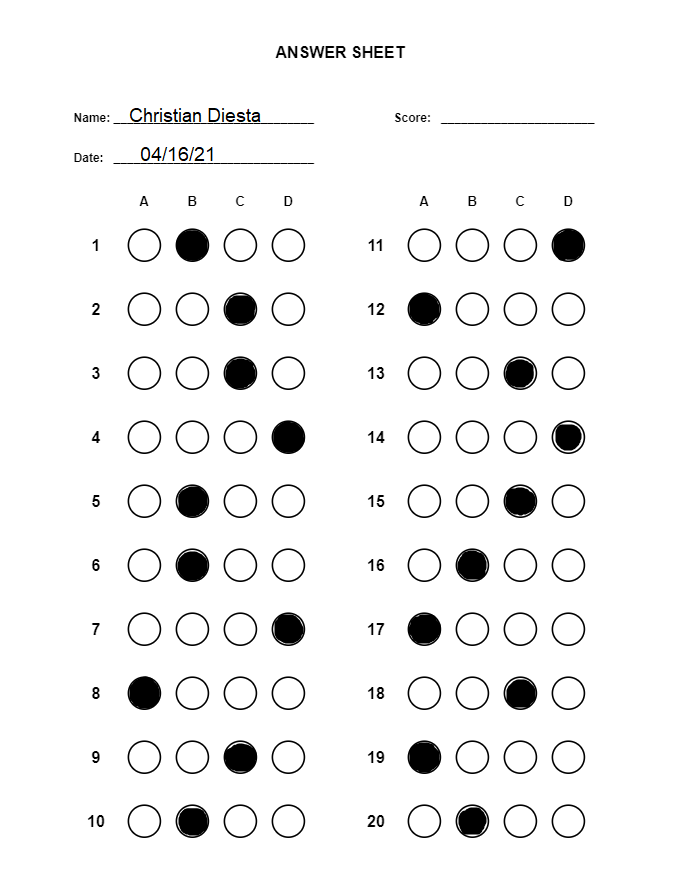 ANSWER SHEET
Name: Christian Diesta Score:
Date: 04/16/21
A B C D A B C D
1 11
2 12
3 13
4 14
5 15
6 16
7 17
8 18
9 19
10 20